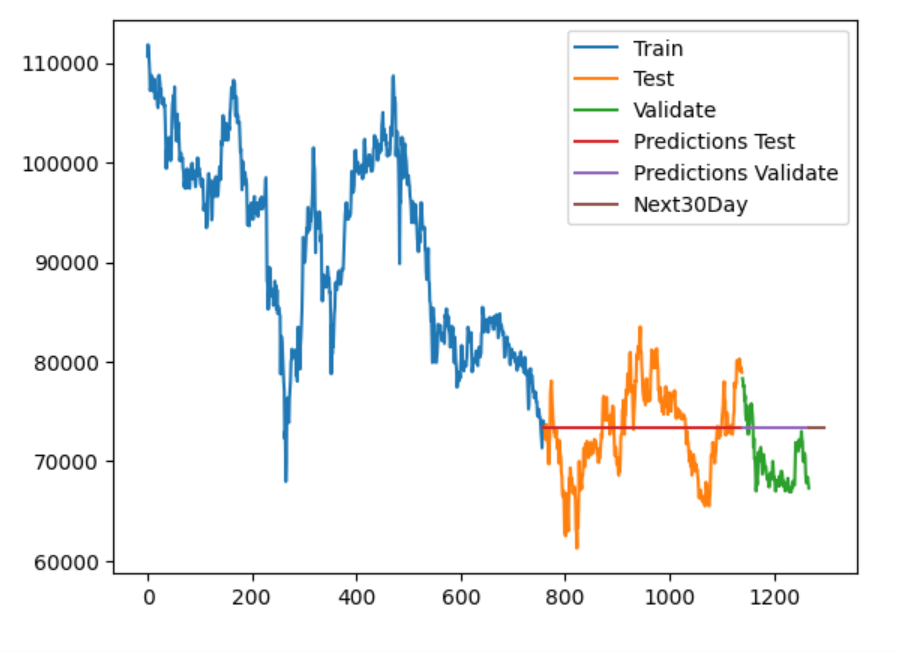 110000
100000
90000
80000
70000
60000
0 200 400 600 800 1000 1200
Train
Test
Validate
Predictions Test
Predictions Validate
Next30Day